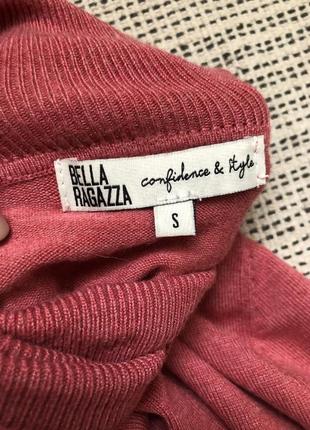 BELLA
RAGAZZA
confidence & style
S